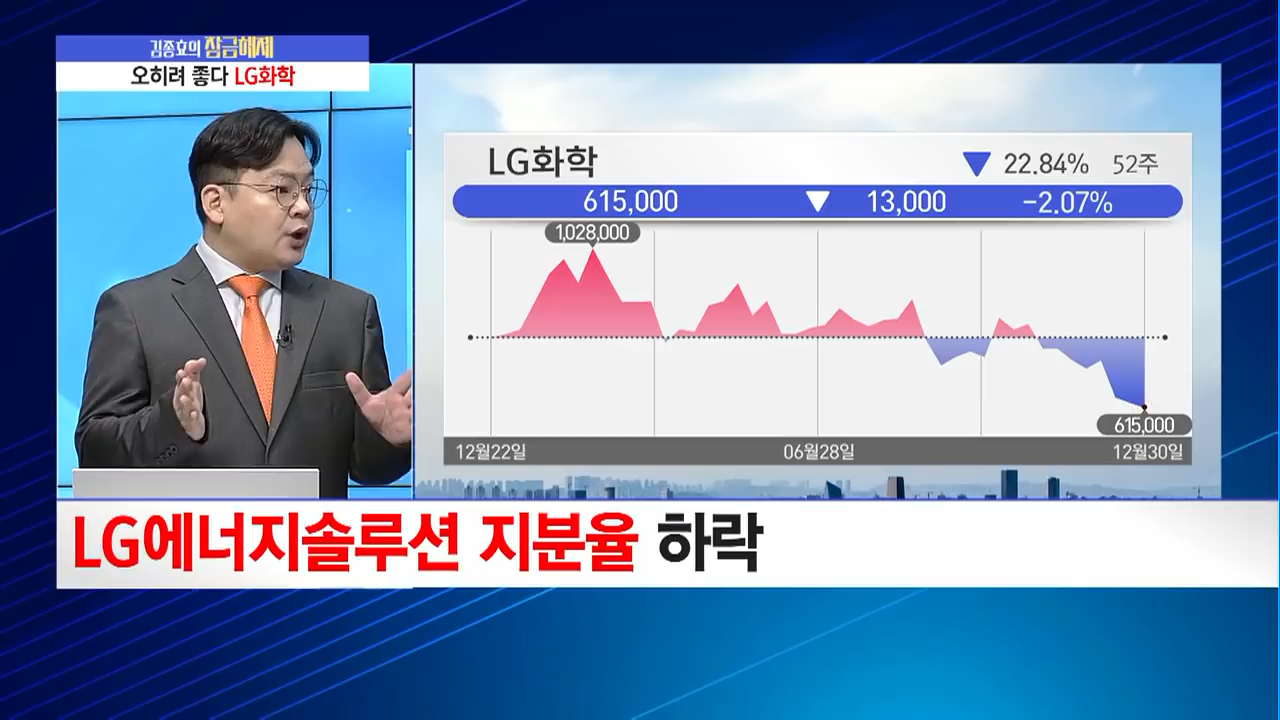 김종효의 잠금해제
오히려 좋다 LG화학
LG화학
▼ 22.84% 52주
615,000 ▼ 13,000 -2.07%
1,028,000
615,000
12월22일 06월28일 12월30일
LG에너지솔루션 지분율 하락